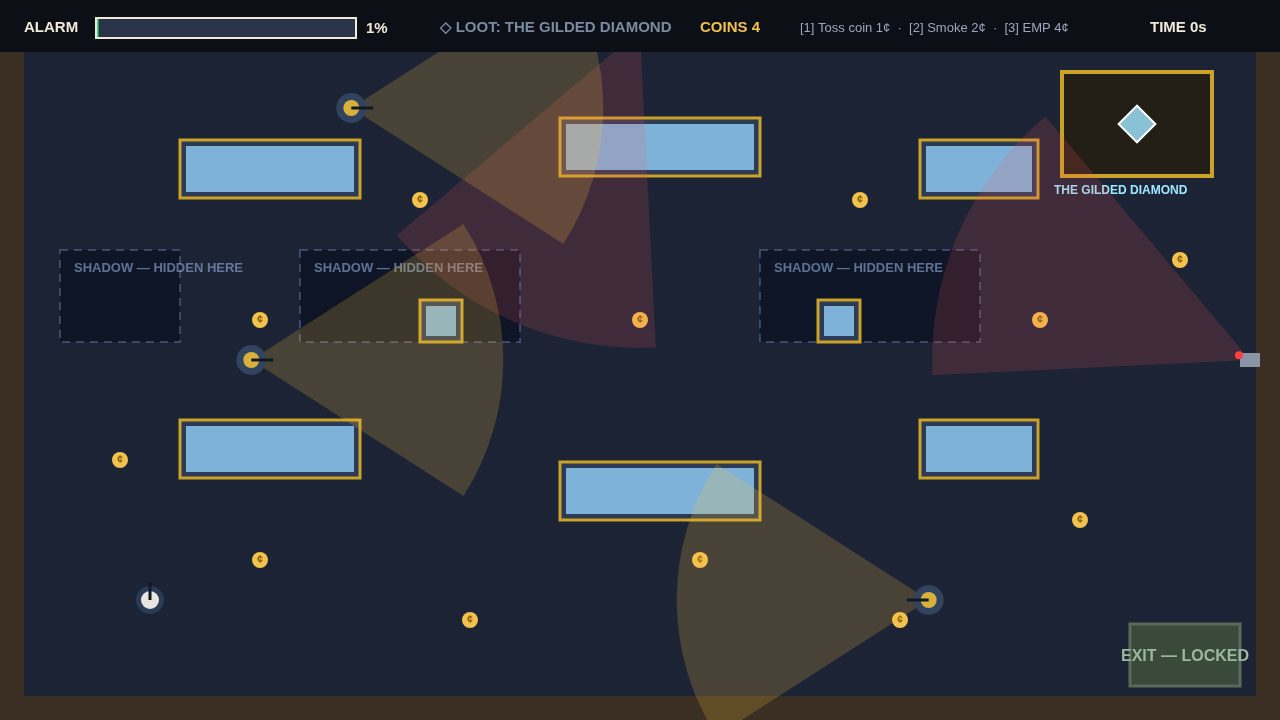 ALARM 1% ◇ LOOT: THE GILDED DIAMOND COINS 4 [1] Toss coin 1¢ · [2] Smoke 2¢ · [3] EMP 4¢ TIME 0s
THE GILDED DIAMOND
¢
¢
¢
SHADOW — HIDDEN HERE
SHADOW — HIDDEN HERE
SHADOW — HIDDEN HERE
¢
¢
¢
¢
¢
¢
¢
¢
¢
EXIT — LOCKED